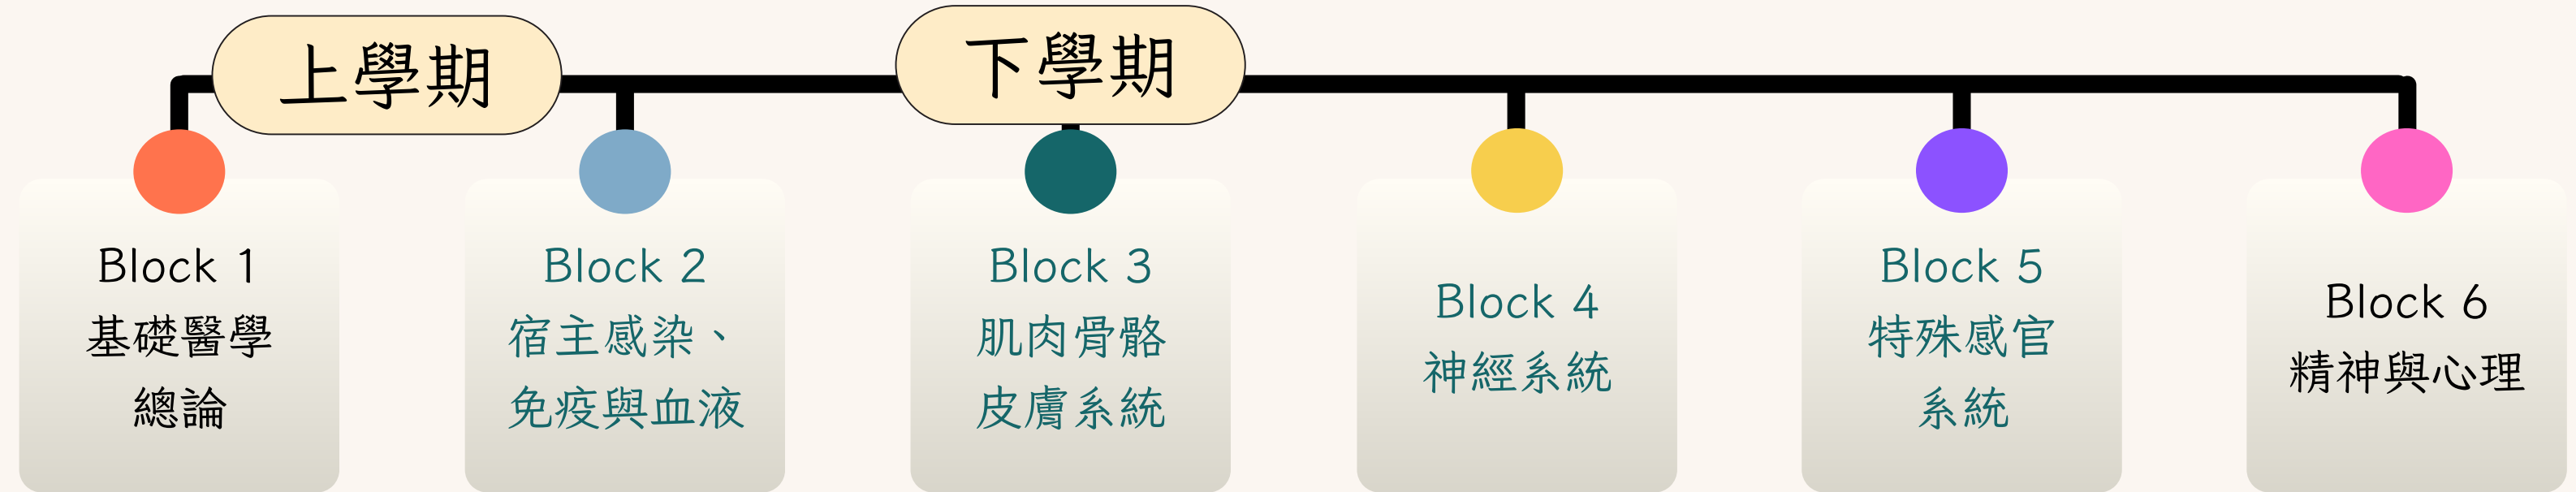 上學期
下學期
Block 1
基礎醫學
總論
Block 2
宿主感染、
免疫與血液
Block 3
肌肉骨骼
皮膚系統
Block 4
神經系統
Block 5
特殊感官
系統
Block 6
精神與心理